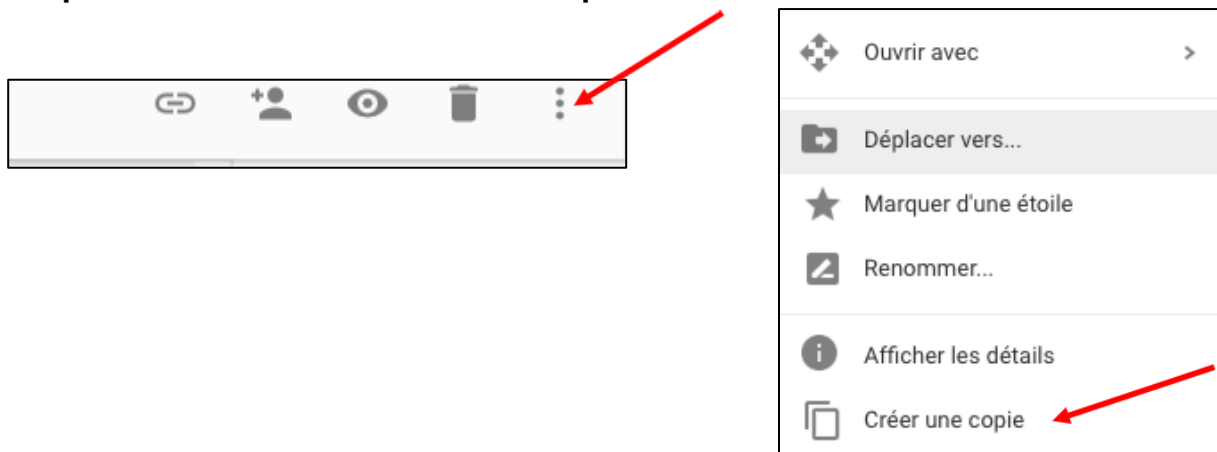 Ouvrir avec
Déplacer vers...
Marquer d'une étoile
Renommer...
Afficher les détails
Créer une copie